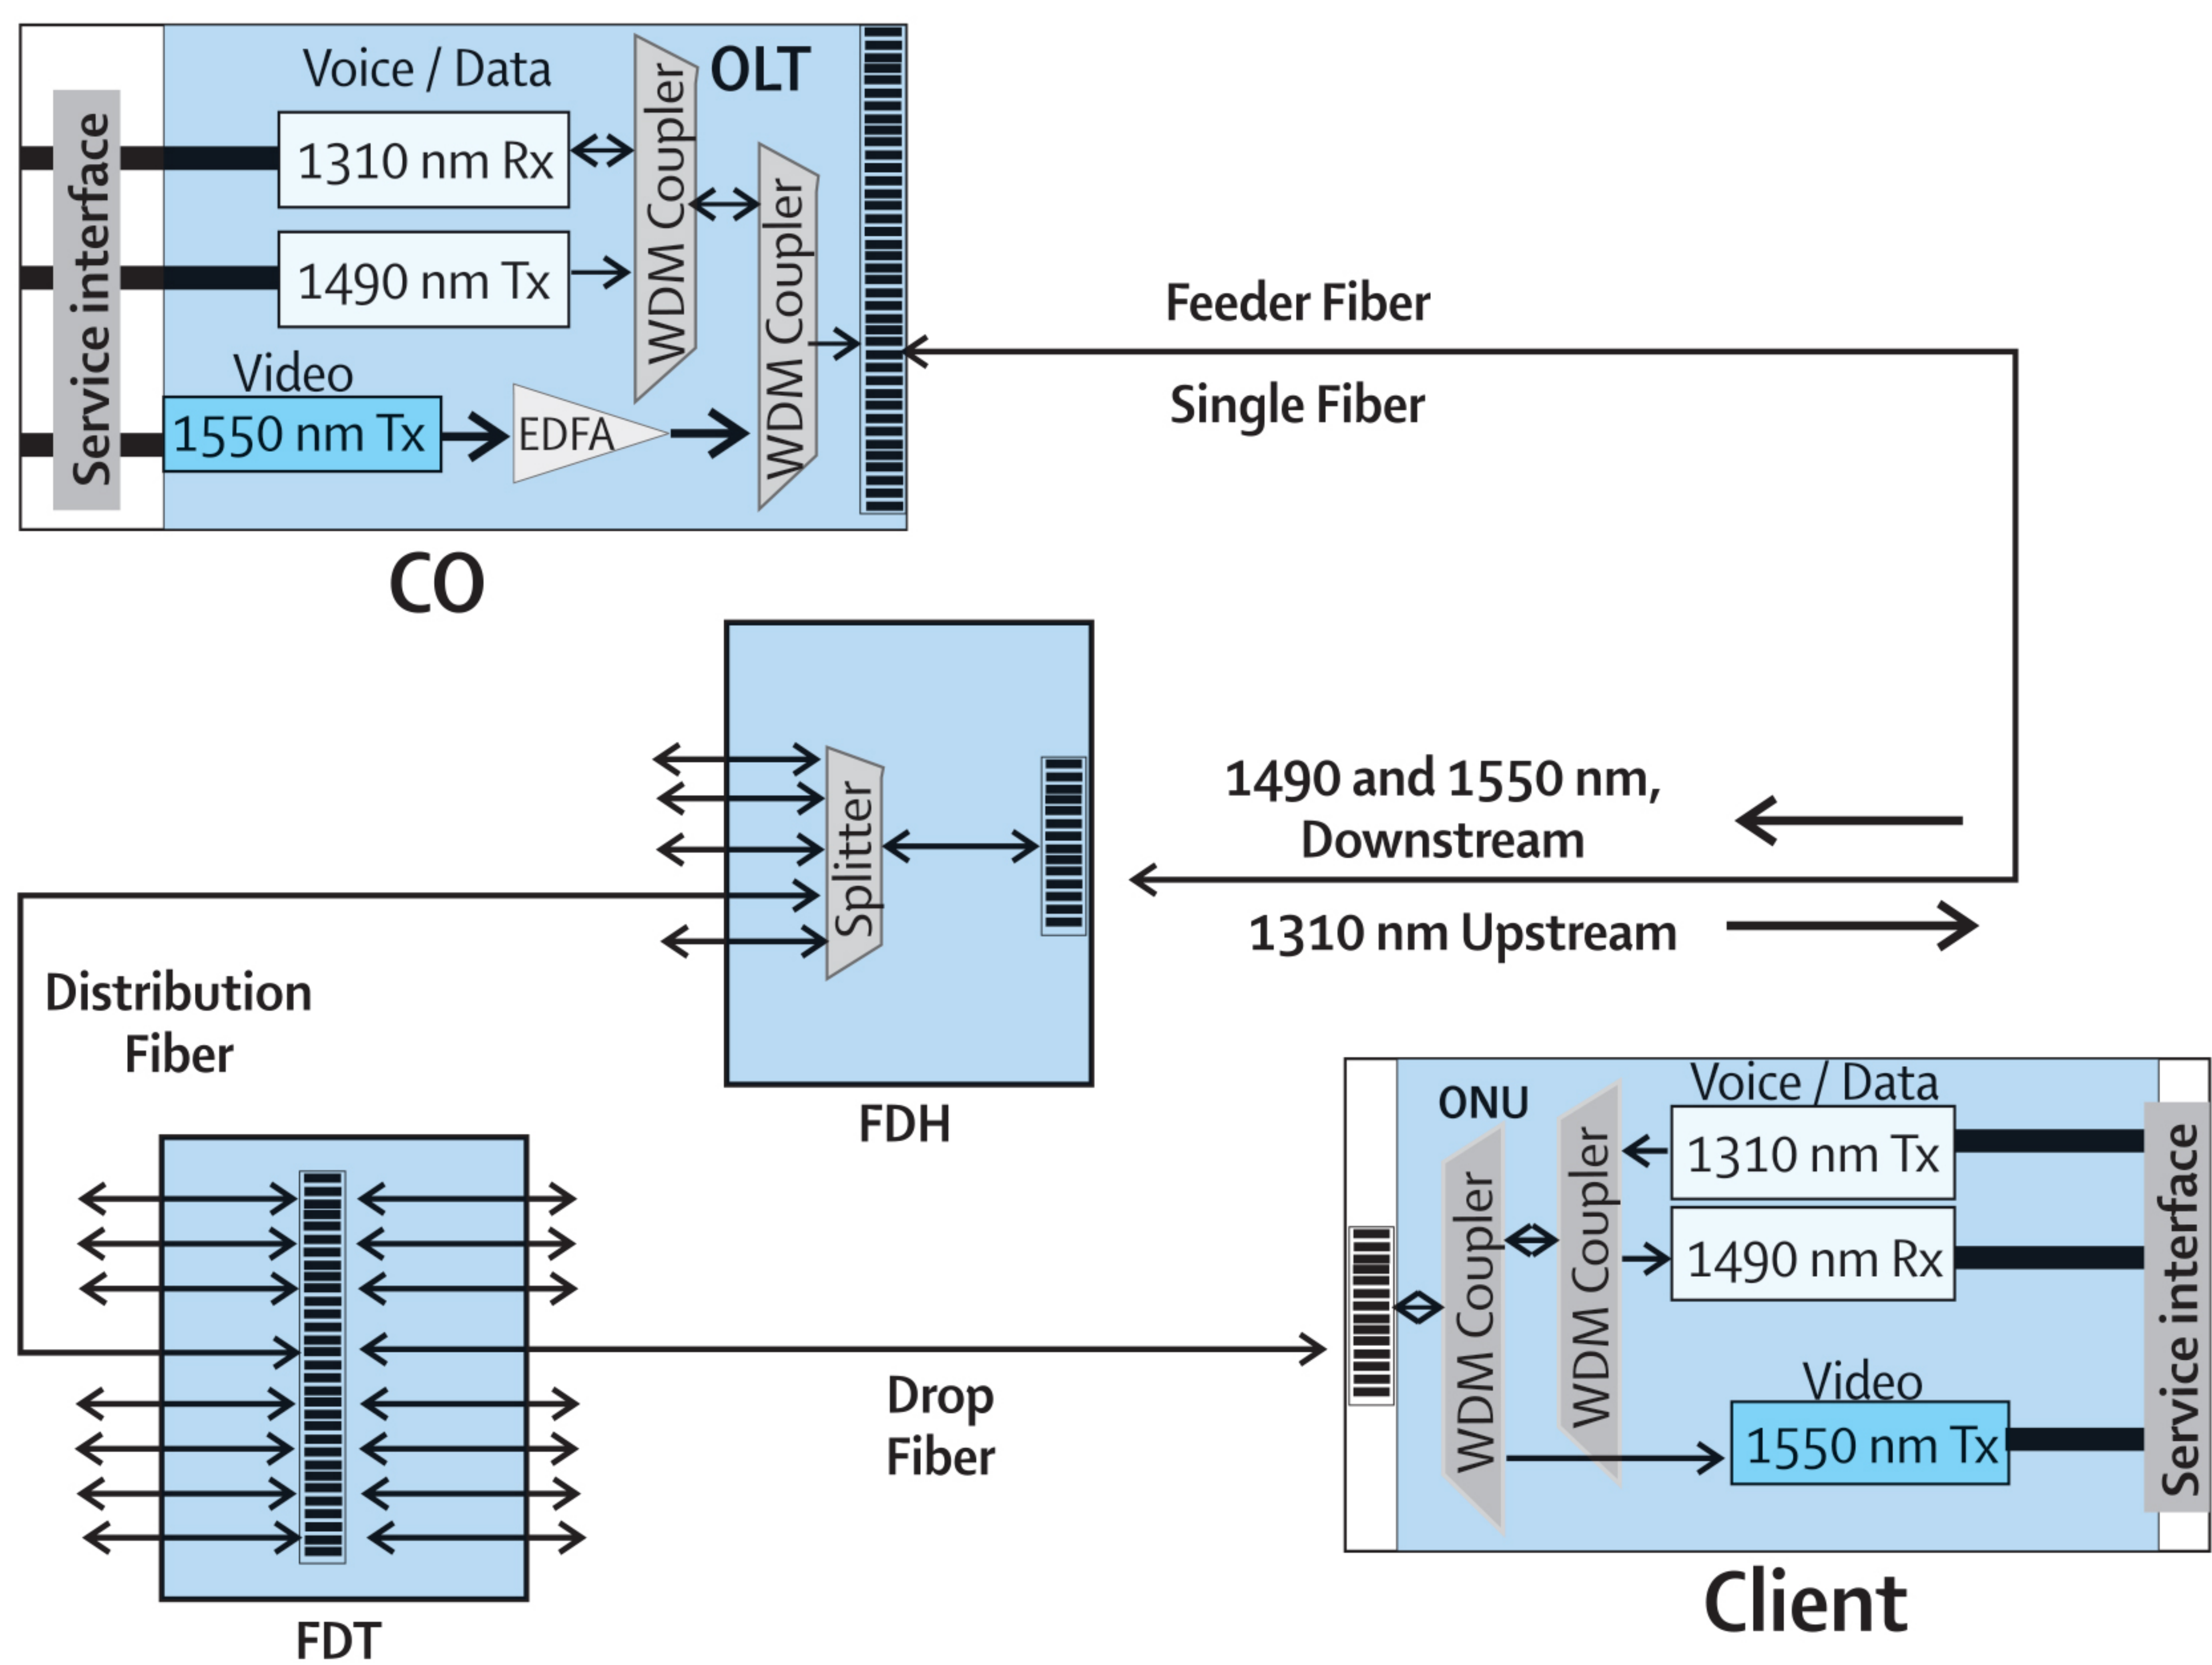 Voice / Data
OLT
Service interface
1310 nm Rx
1490 nm Tx
WDM Coupler
WDM Coupler
Video
1550 nm Tx
EDFA
CO
Feeder Fiber
Single Fiber
Splitter
FDH
1490 and 1550 nm,
Downstream
1310 nm Upstream
Distribution
Fiber
FDT
Drop
Fiber
ONU
Voice / Data
WDM Coupler
WDM Coupler
1310 nm Tx
1490 nm Rx
Video
1550 nm Tx
Service interface
Client